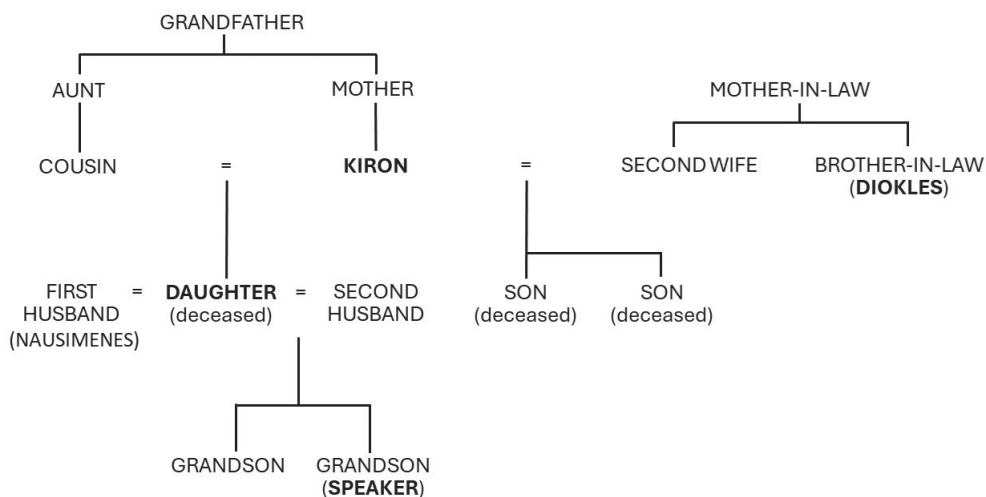 GRANDFATHER
AUNT MOTHER MOTHER-IN-LAW
COUSIN = KIRON = SECOND WIFE BROTHER-IN-LAW
(DIOKLES)
FIRST = DAUGHTER = SECOND SON SON
HUSBAND (deceased) HUSBAND (deceased) (deceased)
(NAUSIMENES)
GRANDSON GRANDSON
(SPEAKER)